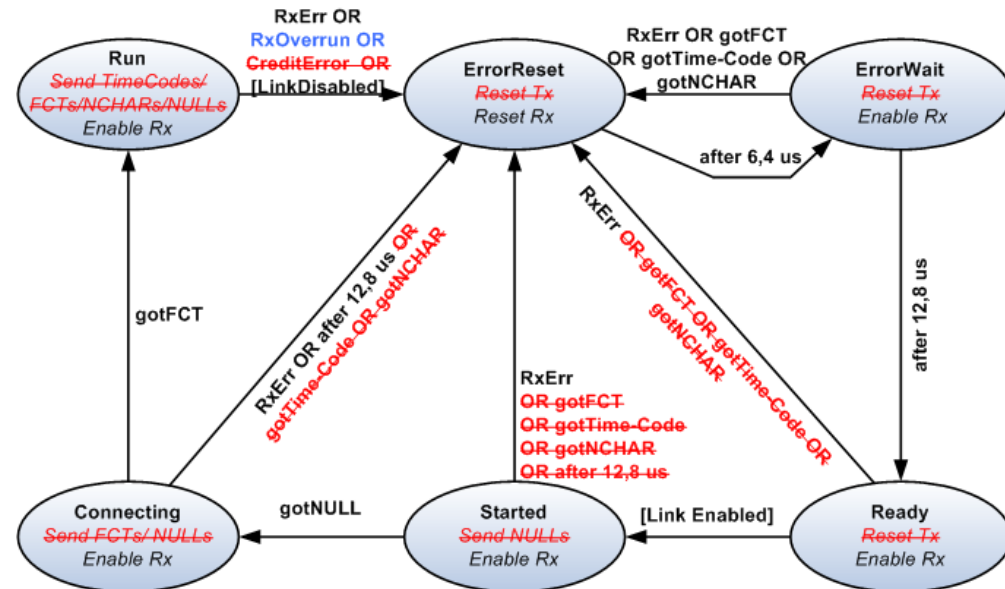 RxErr OR
RxOverrun OR
CreditError OR
[LinkDisabled]
Run
Send TimeCodes/
FCTs/NCHARs/NULLs
Enable Rx
ErrorReset
Reset Tx
Reset Rx
RxErr OR gotFCT
OR gotTime-Code OR
gotNCHAR
ErrorWait
Reset Tx
Enable Rx
after 6,4 us
gotFCT
RxErr OR after 12,8 us OR
gotTime-Code OR gotNCHAR
RxErr
OR gotFCT
OR gotTime-Code
OR gotNCHAR
OR after 12,8 us
RxErr OR gotFCT OR gotTime-Code OR
gotNCHAR
after 12,8 us
Connecting
Send FCTs/ NULLs
Enable Rx
gotNULL
Started
Send NULLs
Enable Rx
[Link Enabled]
Ready
Reset Tx
Enable Rx